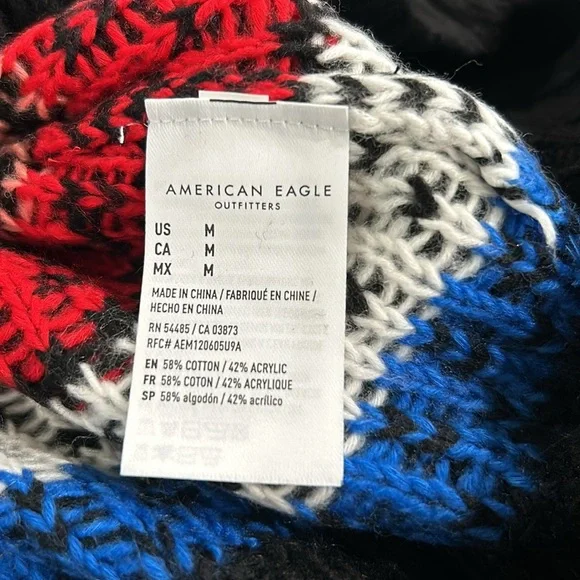 AMERICAN EAGLE
OUTFITTERS
US M
CA M
MX M
MADE IN CHINA / FABRIQUÉ EN CHINE /
HECHO EN CHINA
RN 54485 / CA 03873
RFC# AEM120605U9A
EN 58% COTTON / 42% ACRYLIC
FR 58% COTON / 42% ACRYLIQUE
SP 58% algodón / 42% acrílico